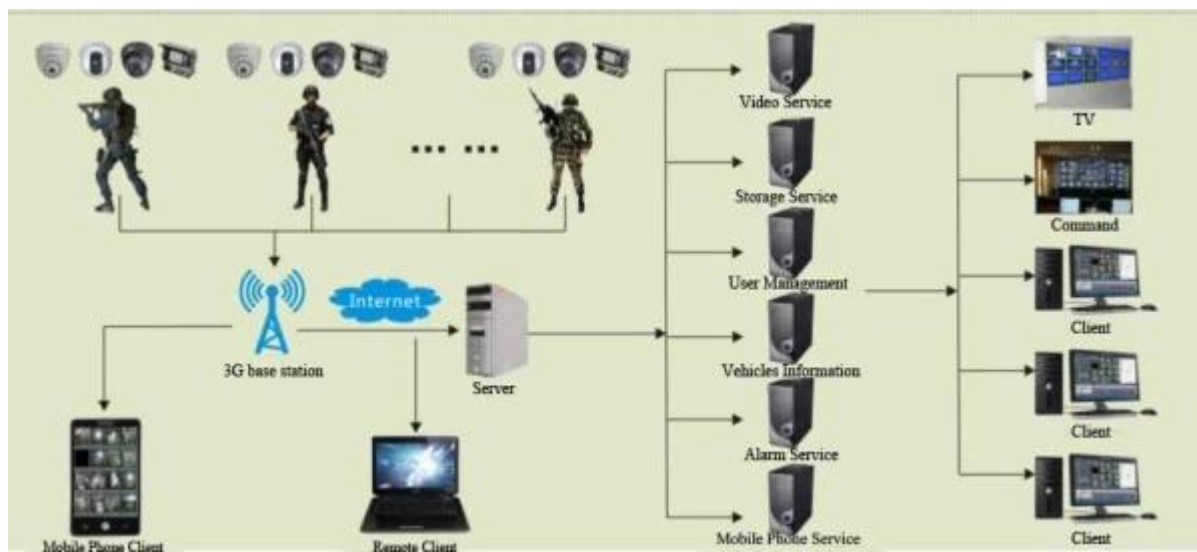 Video Service
TV
Storage Service
Command
User Management
Internet
Client
3G base station
Server
Vehicles Information
Client
Alarm Service
Mobile Phone Client
Remote Client
Mobile Phone Service
Client